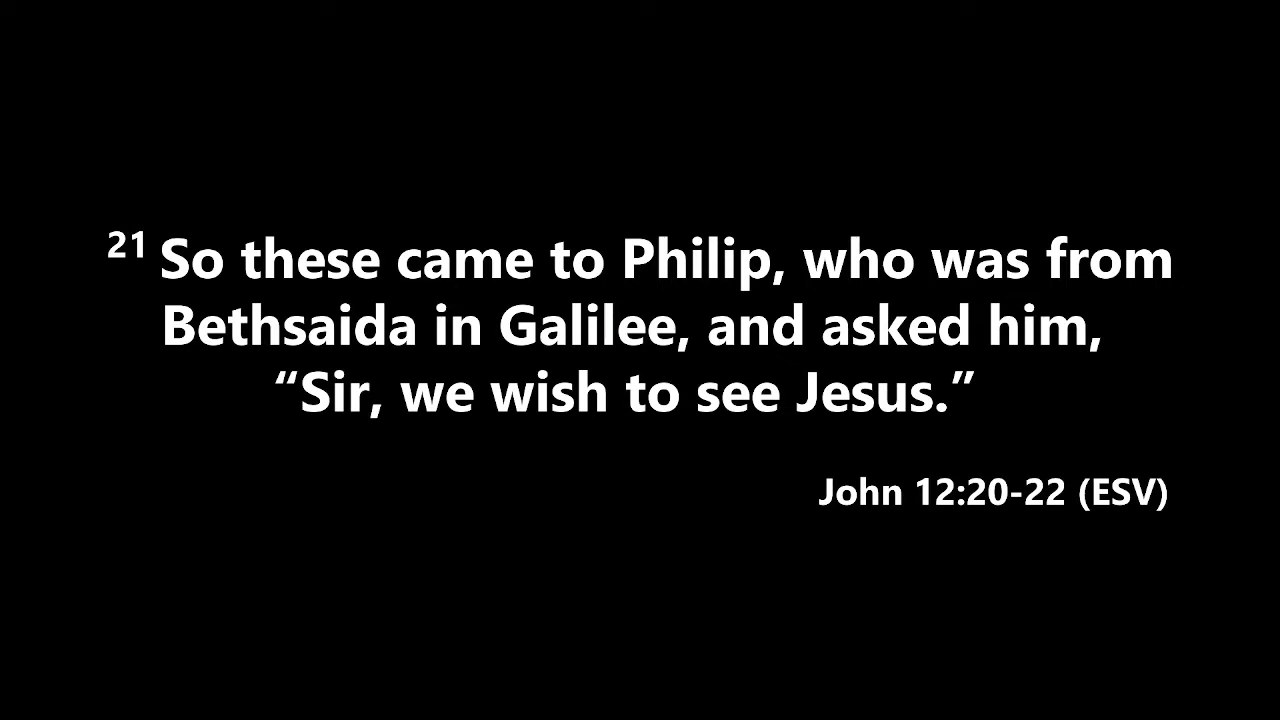 21 So these came to Philip, who was from
Bethsaida in Galilee, and asked him,
“Sir, we wish to see Jesus.”
John 12:20-22 (ESV)